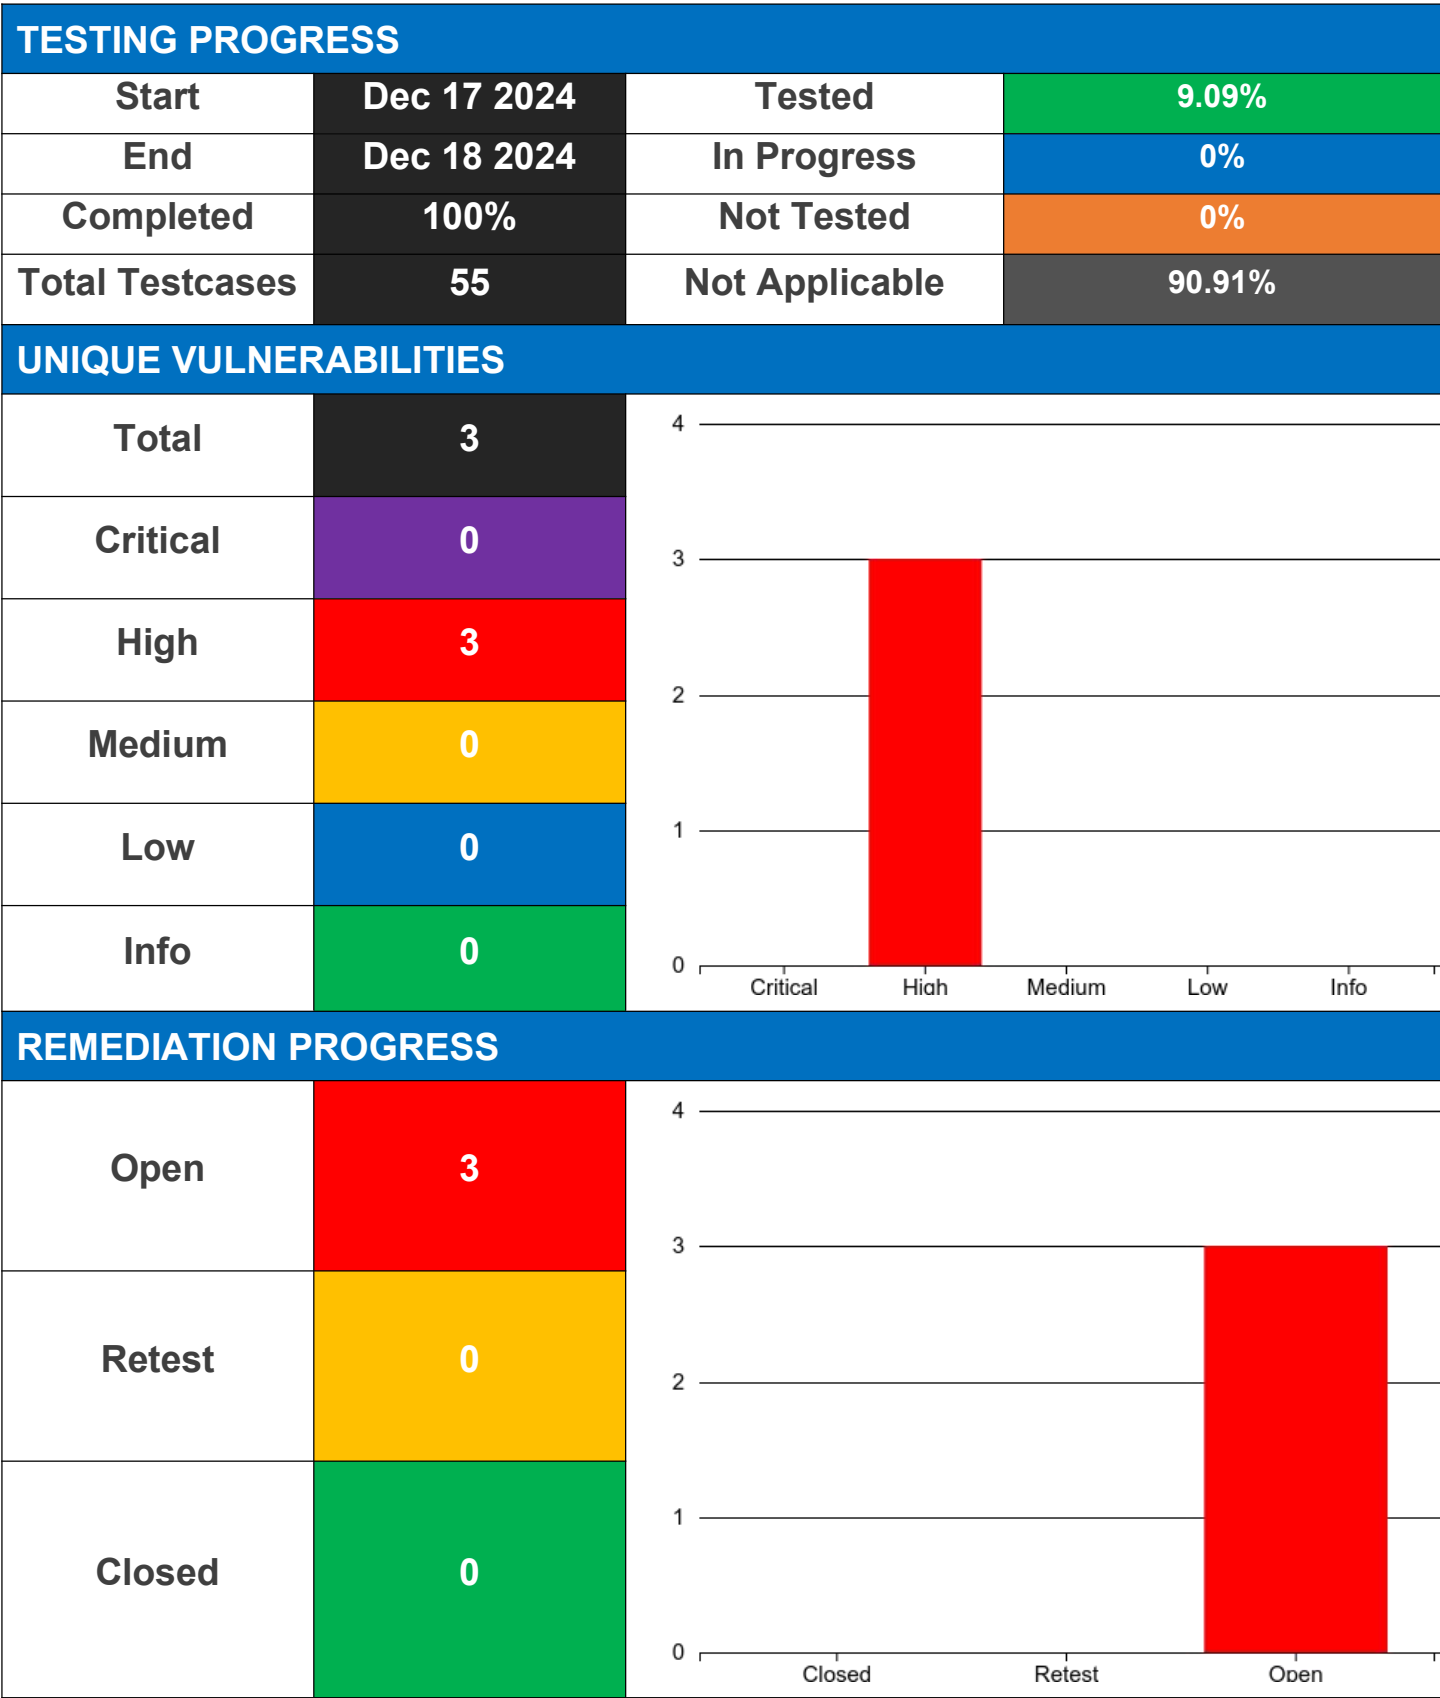 TESTING PROGRESS
Start Dec 17 2024 Tested 9.09%
End Dec 18 2024 In Progress 0%
Completed 100% Not Tested 0%
Total Testcases 55 Not Applicable 90.91%
UNIQUE VULNERABILITIES
Total 3
Critical 0
High 3
Medium 0
Low 0
Info 0
4
3
2
1
0
Critical High Medium Low Info
REMEDIATION PROGRESS
Open 3
Retest 0
Closed 0
4
3
2
1
0
Closed Retest Open